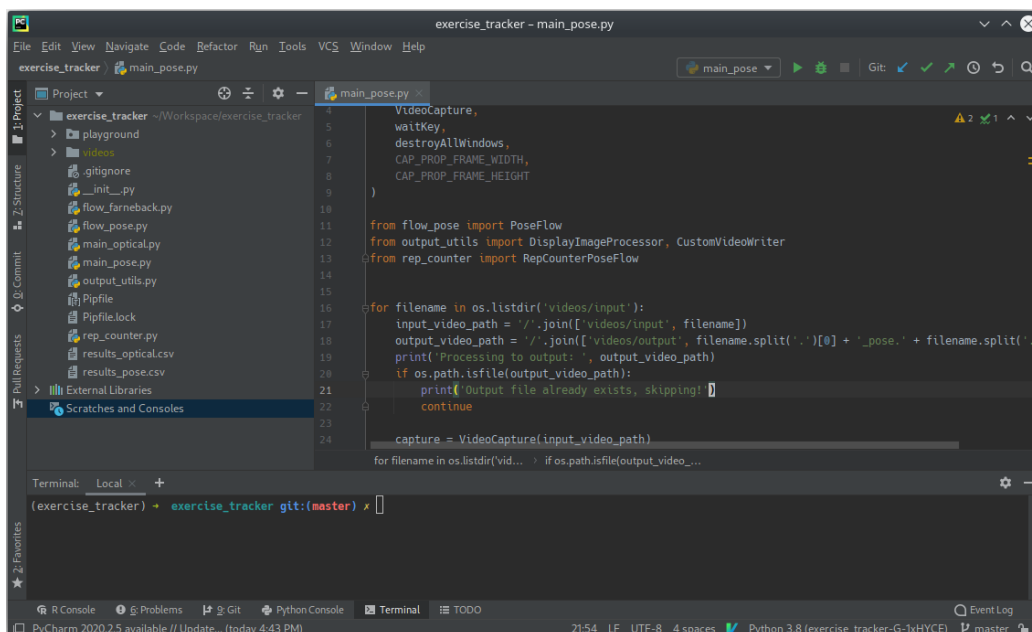 PC
exercise_tracker – main_pose.py
File Edit View Navigate Code Refactor Run Tools VCS Window Help
exercise_tracker main_pose.py
main_pose
Git:
1: Project
Project
main_pose.py
exercise_tracker ~/Workspace/exercise_tracker
playground
videos
.gitignore
__init__.py
flow_farneback.py
flow_pose.py
main_optical.py
main_pose.py
output_utils.py
Pipfile
Pipfile.lock
rep_counter.py
results_optical.csv
results_pose.csv
External Libraries
Scratches and Consoles
7: Structure
0: Commit
Pull Requests
2: Favorites
2 1
4 VideoCapture,
5 waitKey,
6 destroyAllWindows,
7 CAP_PROP_FRAME_WIDTH,
8 CAP_PROP_FRAME_HEIGHT
9 )
10
11 from flow_pose import PoseFlow
12 from output_utils import DisplayImageProcessor, CustomVideoWriter
13 from rep_counter import RepCounterPoseFlow
14
15
16 for filename in os.listdir('videos/input'):
17 input_video_path = '/'.join(['videos/input', filename])
18 output_video_path = '/'.join(['videos/output', filename.split('.')[0] + '_pose.' + filename.split('.
19 print('Processing to output: ', output_video_path)
20 if os.path.isfile(output_video_path):
21 print('Output file already exists, skipping!')
22 continue
23
24 capture = VideoCapture(input_video_path)
for filename in os.listdir('vid... › if os.path.isfile(output_video_...
Terminal: Local × +
(exercise_tracker) → exercise_tracker git:(master) ✗
R Console 6: Problems 9: Git Python Console Terminal TODO Event Log
PyCharm 2020.2.5 available // Update... (today 4:43 PM) 21:54 LF UTF-8 4 spaces Python 3.8 (exercise_tracker-G-1xHYCE) master